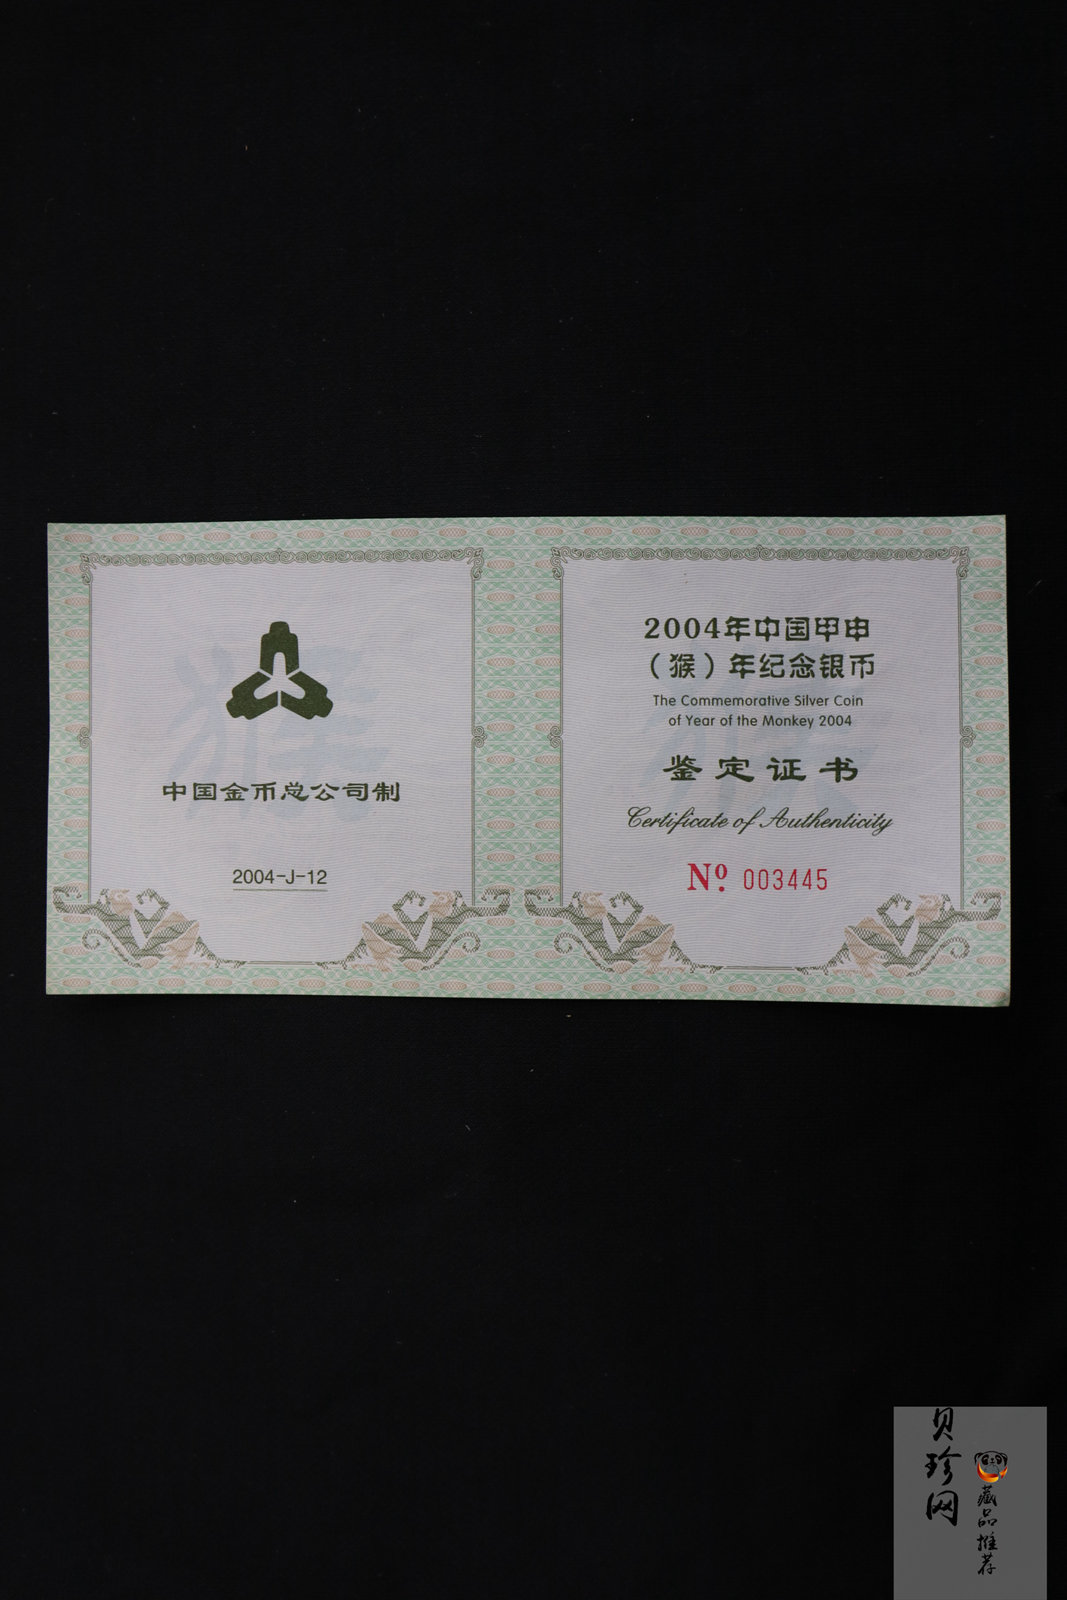 中国金币总公司制
2004-J-12
2004年中国甲申
（猴）年纪念银币
The Commemorative Silver Coin
of Year of the Monkey 2004
鉴定证书
Certificate of Authenticity
Nº. 003445
贝珍网
藏品推荐